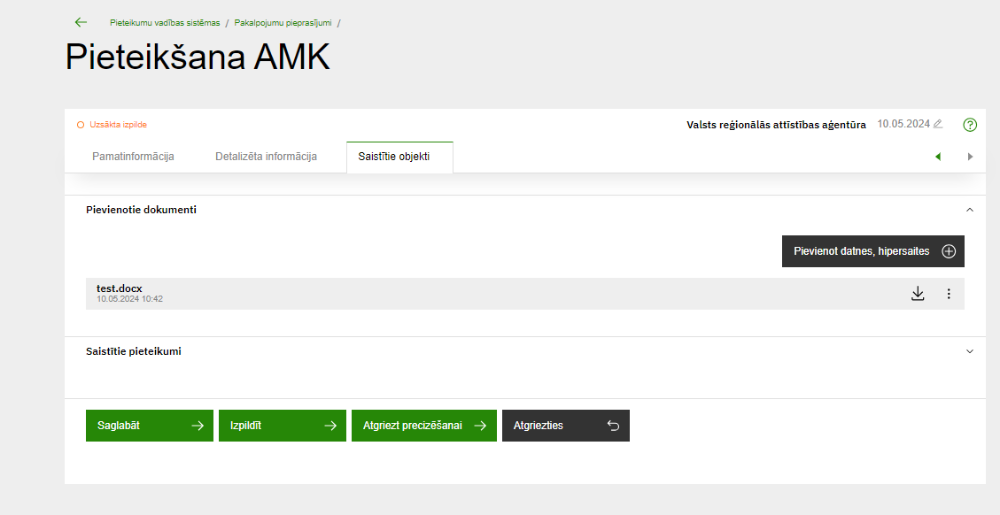 Pieteikumu vadības sistēmas / Pakalpojumu pieprasījumi /
Pieteikšana AMK
Uzsākta izpilde
Valsts reģionālās attīstības aģentūra 10.05.2024
Pamatinformācija Detalizēta informācija Saistītie objekti
Pievienotie dokumenti
Pievienot datnes, hipersaites
test.docx
10.05.2024 10:42
Saistītie pieteikumi
Saglabāt Izpildīt Atgriezt precizēšanai Atgriezties